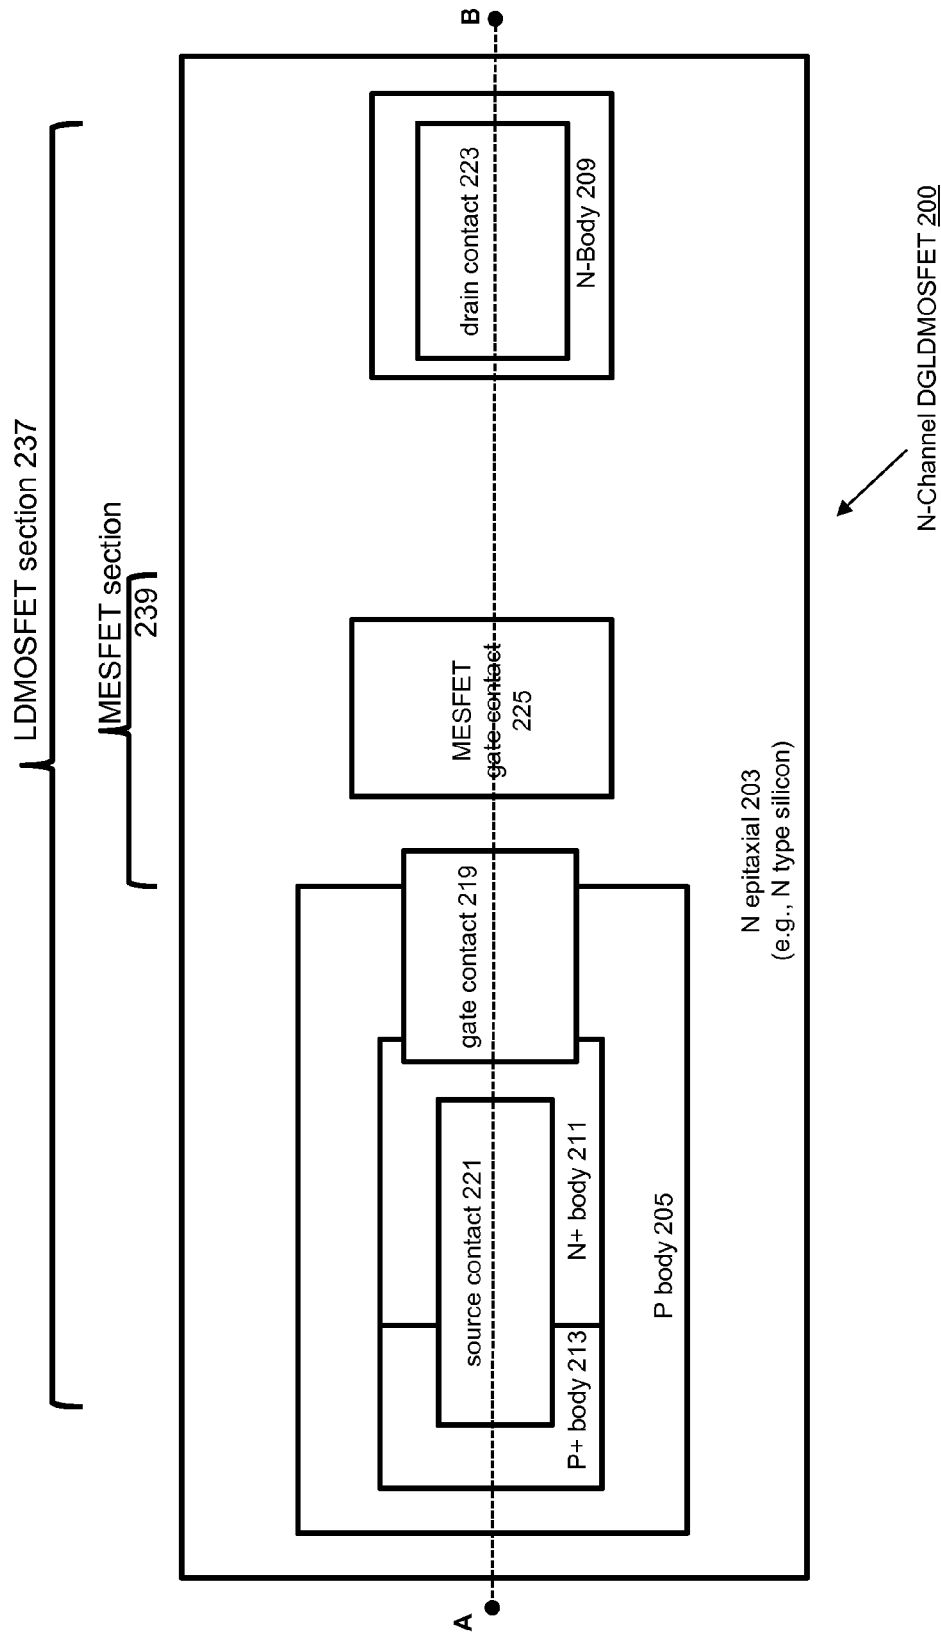 LDMOSFET section 237
MESFET section
239
A
B
source contact 221
gate contact 219
MESFET
gate contact
225
drain contact 223
P+ body 213
N+ body 211
N-Body 209
P body 205
N epitaxial 203
(e.g., N type silicon)
N-Channel DGLDMOSFET 200